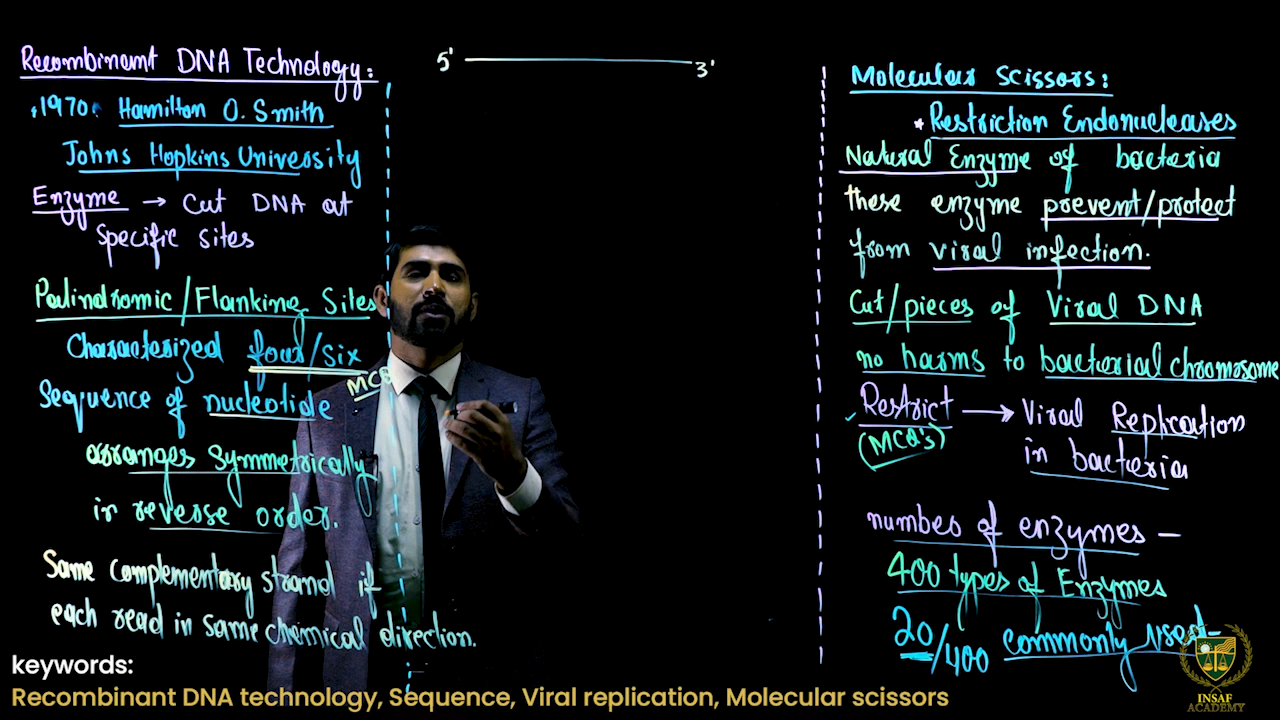 Recombinant DNA Technology:
1970: Hamilton O. Smith
Johns Hopkins University
Enzyme → Cut DNA at
Specific sites
Palindromic / Flanking Sites
Characterized four/six
MCQ
Sequence of nucleotide
arranges Symmetrically
in reverse order.
Same complementary strand if
each read in same chemical direction.
5' 3'
Molecular Scissors:
* Restriction Endonucleases
Natural Enzyme of bacteria
these enzyme prevent/protect
from viral infection.
Cut/pieces of Viral DNA
no harms to bacterial chromosome
Restrict → Viral Replication
(MCQ's)
in bacteria
numbes of enzymes –
400 types of Enzymes
20/400 commonly used
keywords:
Recombinant DNA technology, Sequence, Viral replication, Molecular scissors
INSAF
ACADEMY